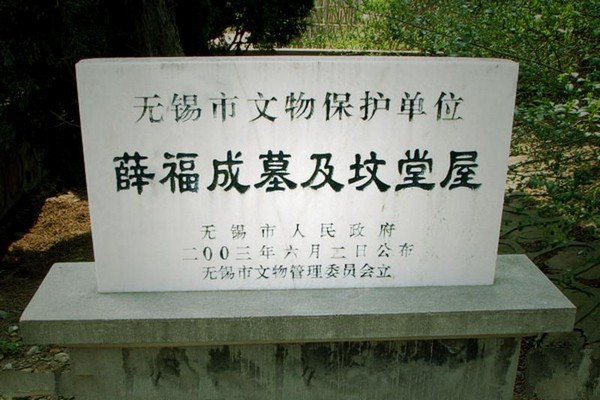 无锡市文物保护单位
薛福成墓及坟堂屋
无锡市人民政府
二00三年六月二日公布
无锡市文物管理委员会立